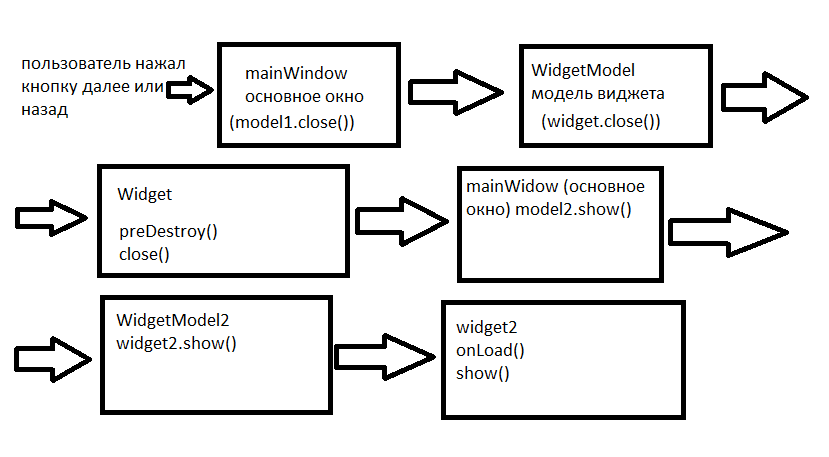 пользователь нажал
кнопку далее или
назад
mainWindow
основное окно
(model1.close())
WidgetModel
модель виджета
(widget.close())
Widget
preDestroy()
close()
mainWidow (основное
окно) model2.show()
WidgetModel2
widget2.show()
widget2
onLoad()
show()